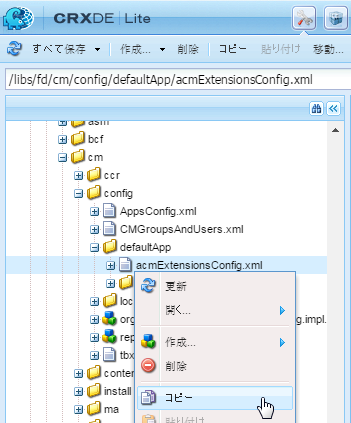 CRXDE | Lite
すべて保存 作成... 削除 コピー 貼り付け 移動...
/libs/fd/cm/config/defaultApp/acmExtensionsConfig.xml
asm
bcf
cm
ccr
config
AppsConfig.xml
CMGroupsAndUsers.xml
defaultApp
acmExtensionsConfig.xml
更新
開く...
loc
org
g.impl.
rep
作成...
tbx
削除
conter
install
コピー
ma
貼り付け